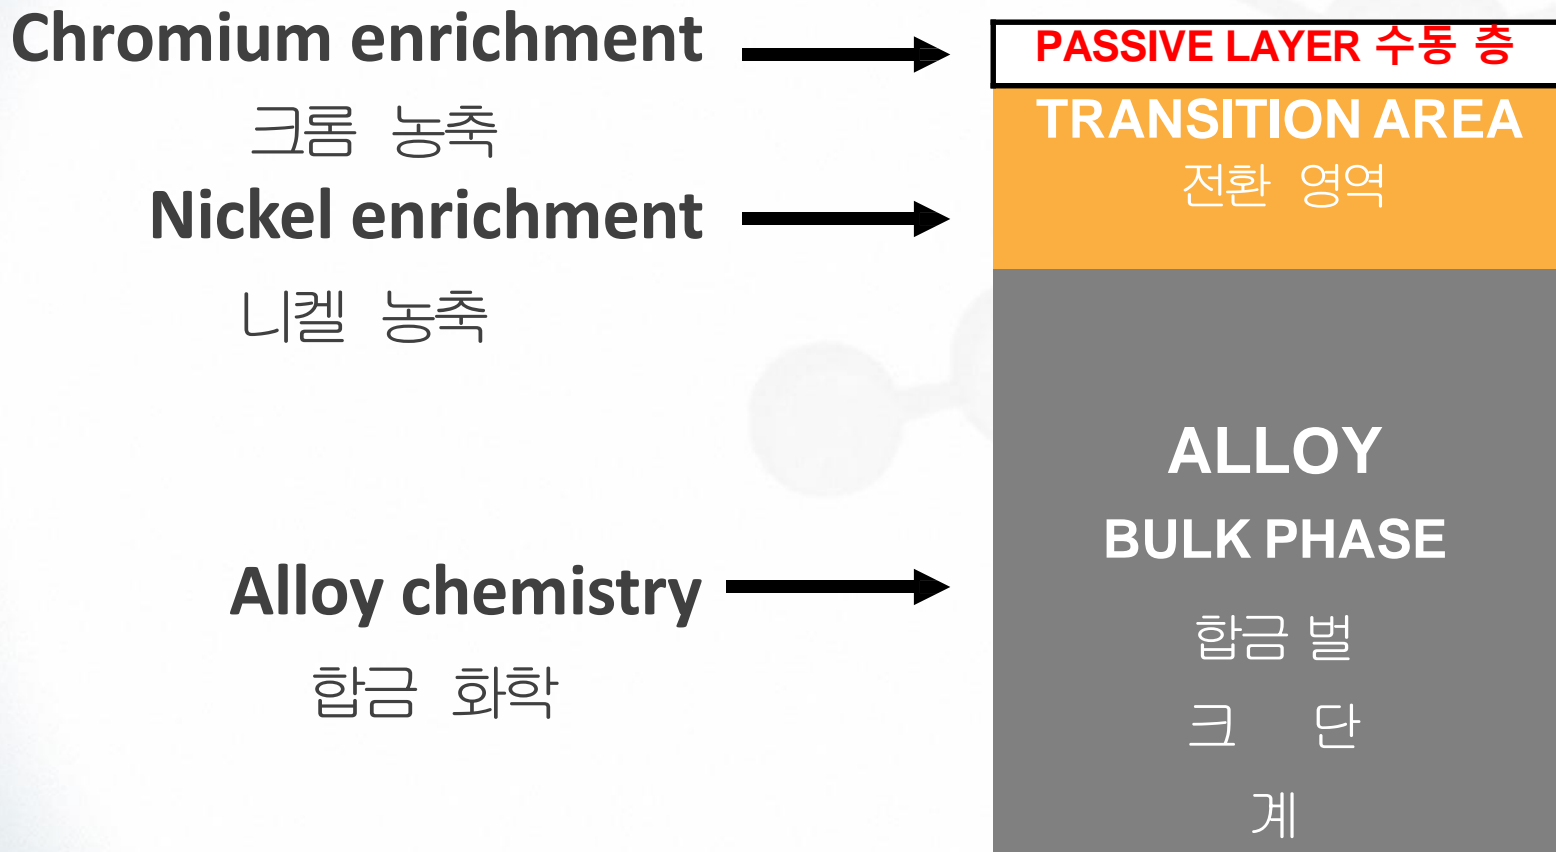 Chromium enrichment
크롬 농축
Nickel enrichment
니켈 농축
Alloy chemistry
합금 화학
PASSIVE LAYER 수동 층
TRANSITION AREA
전환 영역
ALLOY
BULK PHASE
합금 벌
크 단
계